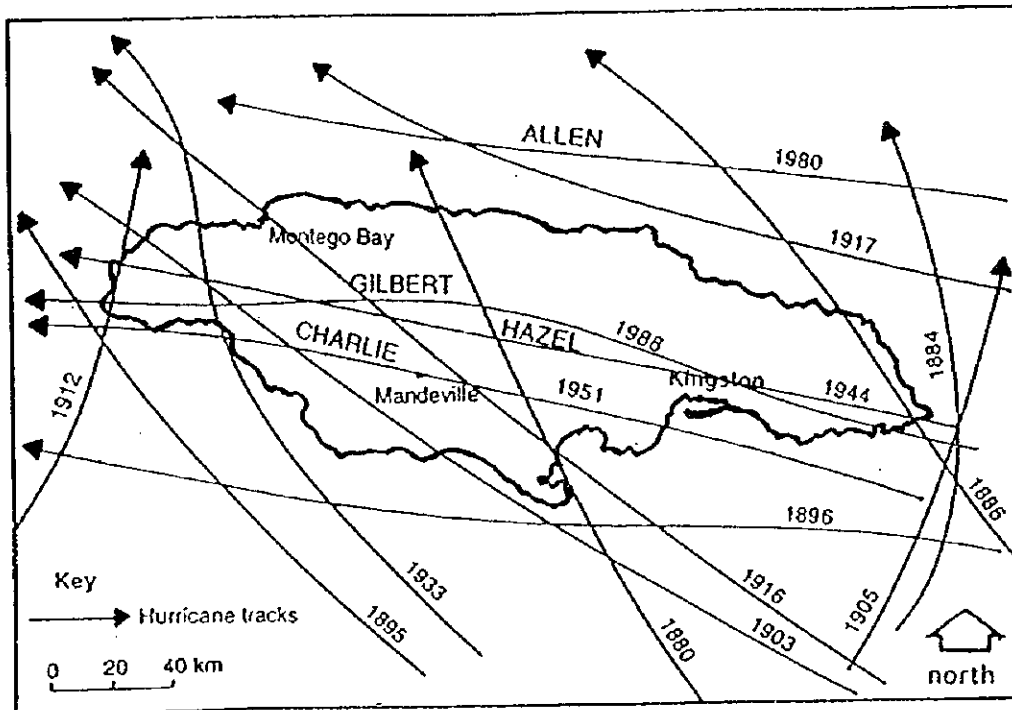 ALLEN
1980
1917
Montego Bay
GILBERT
1988
HAZEL
1884
CHARLIE
Kingston
1944
1912
Mandeville
1951
1886
1896
Key
Hurricane tracks
1933
1916
1905
1895
1903
1880
0 20 40 km
north